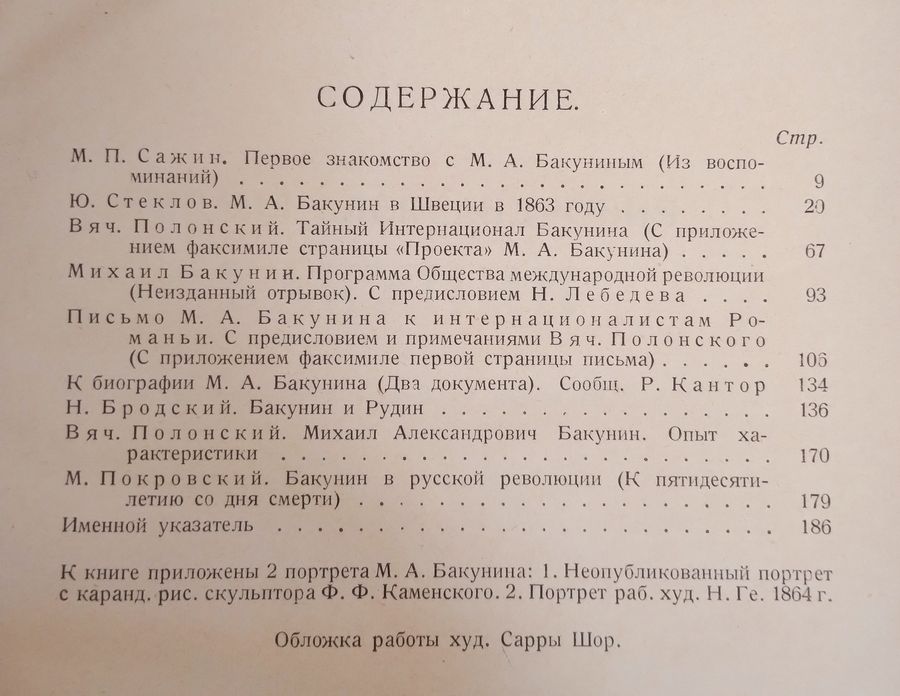 СОДЕРЖАНИЕ.
Стр.
М. П. Сажин. Первое знакомство с М. А. Бакуниным (Из воспо-
минаний) . . . . . . . . . . . . . . . . . . . . . . . . . . 9
Ю. Стеклов. М. А. Бакунин в Швеции в 1863 году . . . . . . . . 20
Вяч. Полонский. Тайный Интернационал Бакунина (С приложе-
нием факсимиле страницы «Проекта» М. А. Бакунина) . . . . . 67
Михаил Бакунин. Программа Общества международной революции
(Неизданный отрывок). С предисловием Н. Лебедева . . . . 93
Письмо М. А. Бакунина к интернационалистам Ро-
маньи. С предисловием и примечаниями Вяч. Полонского
(С приложением факсимиле первой страницы письма) . . . . . . 105
К биографии М. А. Бакунина (Два документа). Сообщ. Р. Кантор 134
Н. Бродский. Бакунин и Рудин . . . . . . . . . . . . . . . . . 136
Вяч. Полонский. Михаил Александрович Бакунин. Опыт ха-
рактеристики . . . . . . . . . . . . . . . . . . . . . . . . 170
М. Покровский. Бакунин в русской революции (К пятидесяти-
летию со дня смерти) . . . . . . . . . . . . . . . . . . . . 179
Именной указатель . . . . . . . . . . . . . . . . . . . . . . . 186
К книге приложены 2 портрета М. А. Бакунина: 1. Неопубликованный портрет
с каранд. рис. скульптора Ф. Ф. Каменского. 2. Портрет раб. худ. Н. Ге. 1864 г.
Обложка работы худ. Сарры Шор.